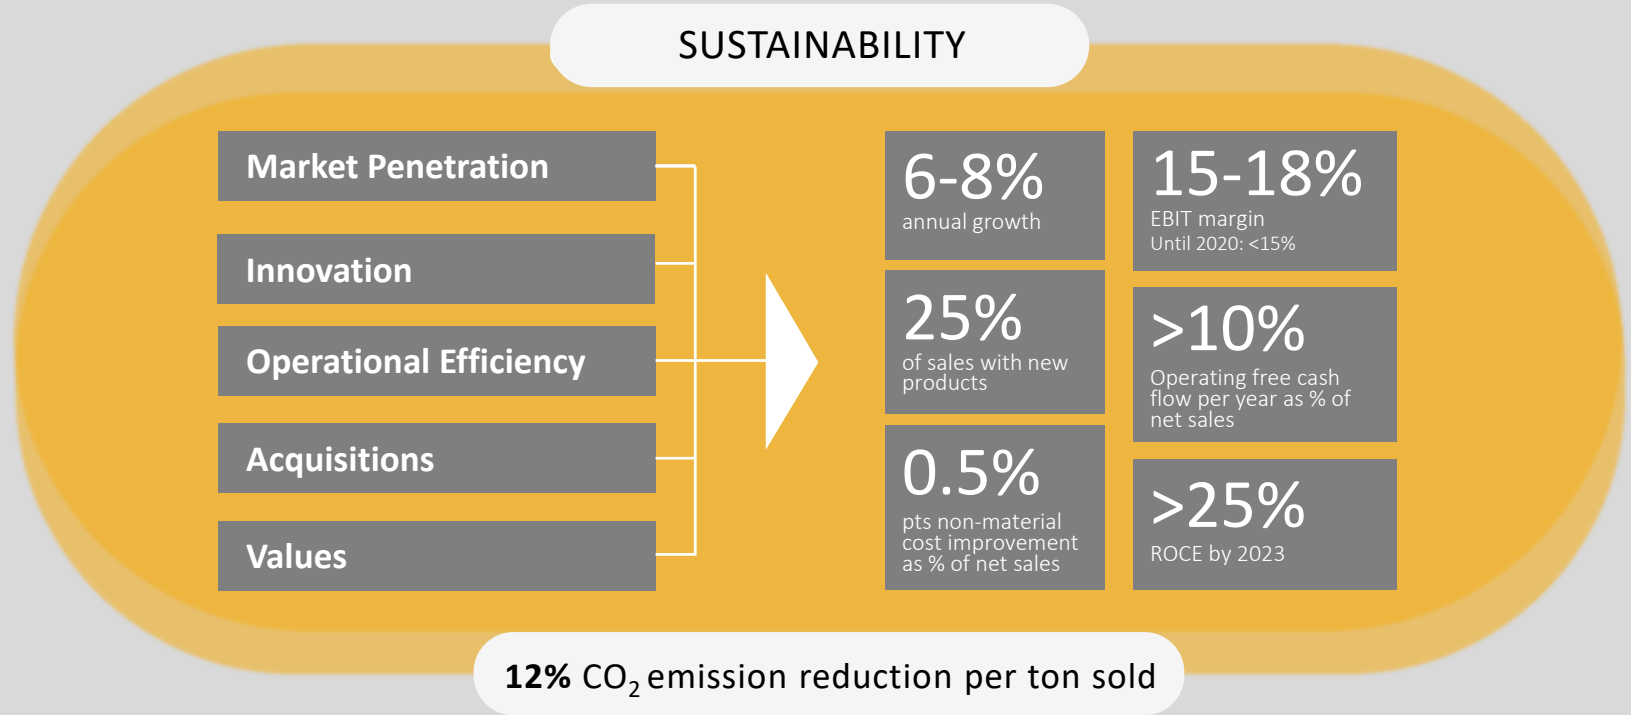 SUSTAINABILITY
Market Penetration
Innovation
Operational Efficiency
Acquisitions
Values
6-8%
annual growth
25%
of sales with new
products
0.5%
pts non-material
cost improvement
as % of net sales
15-18%
EBIT margin
Until 2020: <15%
>10%
Operating free cash
flow per year as % of
net sales
>25%
ROCE by 2023
12% CO₂ emission reduction per ton sold